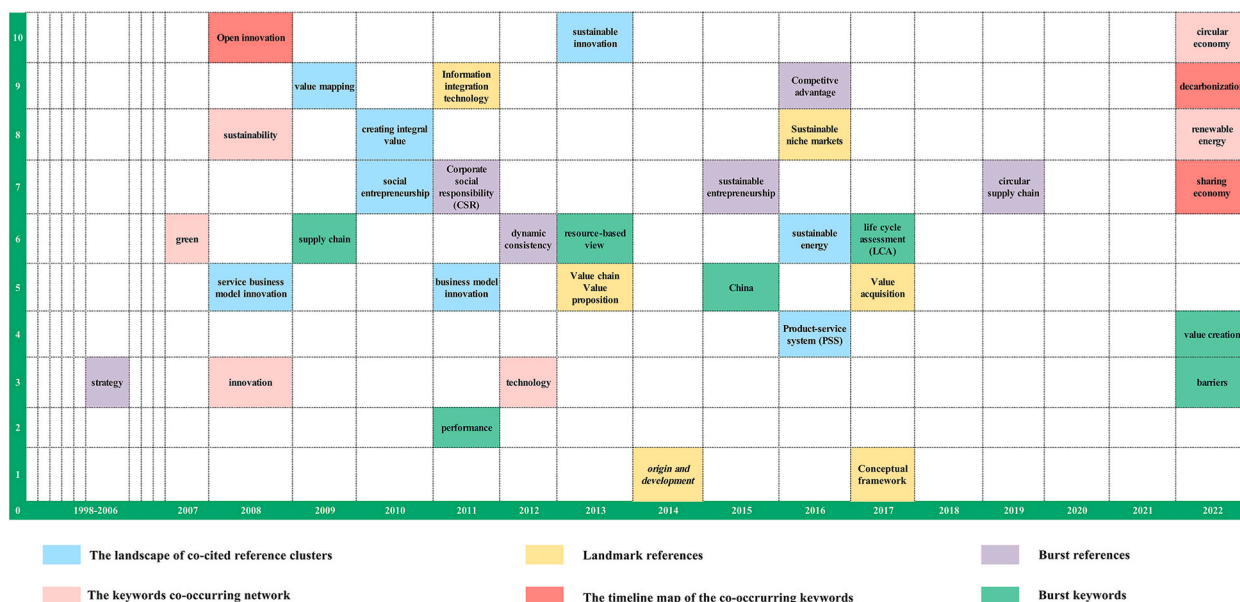 10
Open innovation
sustainable
innovation
circular
economy
9
value mapping
Information
integration
technology
Competitve
advantage
decarbonization
8
sustainability
creating integral
value
Sustainable
niche markets
renewable
energy
7
social
entrepreneurship
Corporate
social
responsibility
(CSR)
sustainable
entrepreneurship
circular
supply chain
sharing
economy
6
green
supply chain
dynamic
consistency
resource-based
view
sustainable
energy
life cycle
assessment
(LCA)
5
service business
model innovation
business model
innovation
Value chain
Value
proposition
China
Value
acquisition
4
Product-service
system (PSS)
value creation
3
strategy
innovation
technology
barriers
2
performance
1
origin and
development
Conceptual
framework
0 1998-2006 2007 2008 2009 2010 2011 2012 2013 2014 2015 2016 2017 2018 2019 2020 2021 2022
The landscape of co-cited reference clusters
Landmark references
Burst references
The keywords co-occurring network
The timeline map of the co-occrurring keywords
Burst keywords